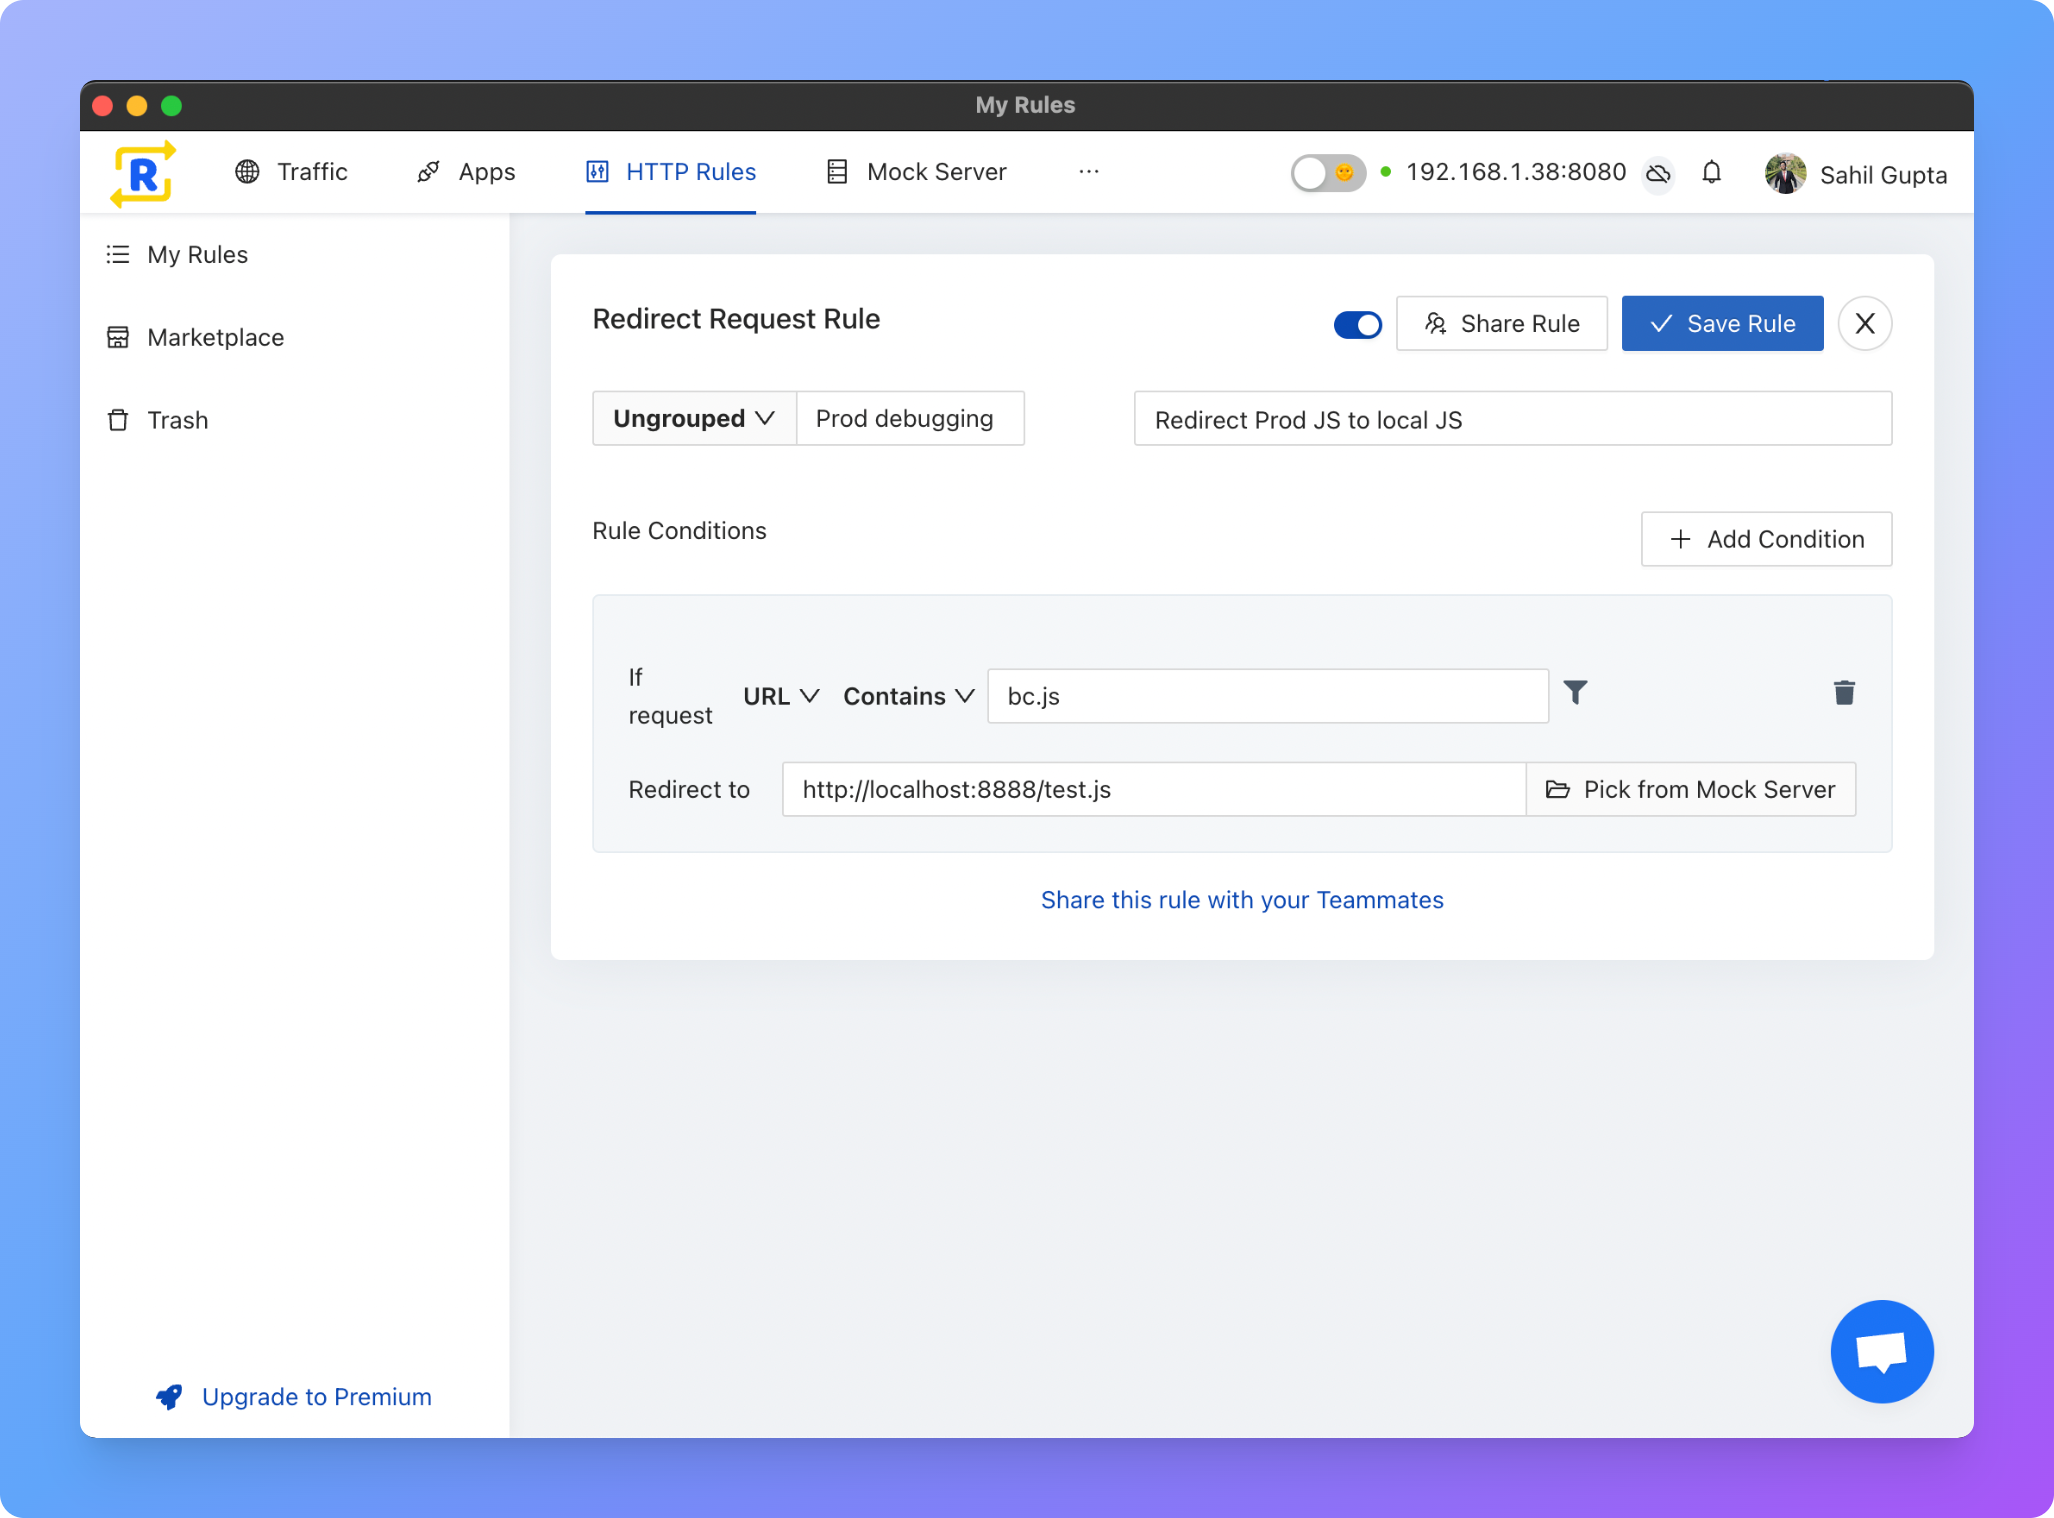 My Rules
R
Traffic
Apps
HTTP Rules
Mock Server
···
192.168.1.38:8080
Sahil Gupta
My Rules
Marketplace
Trash
Redirect Request Rule
Share Rule
Save Rule
X
Ungrouped
Prod debugging
Redirect Prod JS to local JS
Rule Conditions
+ Add Condition
If request
URL
Contains
bc.js
Redirect to
http://localhost:8888/test.js
Pick from Mock Server
Share this rule with your Teammates
Upgrade to Premium